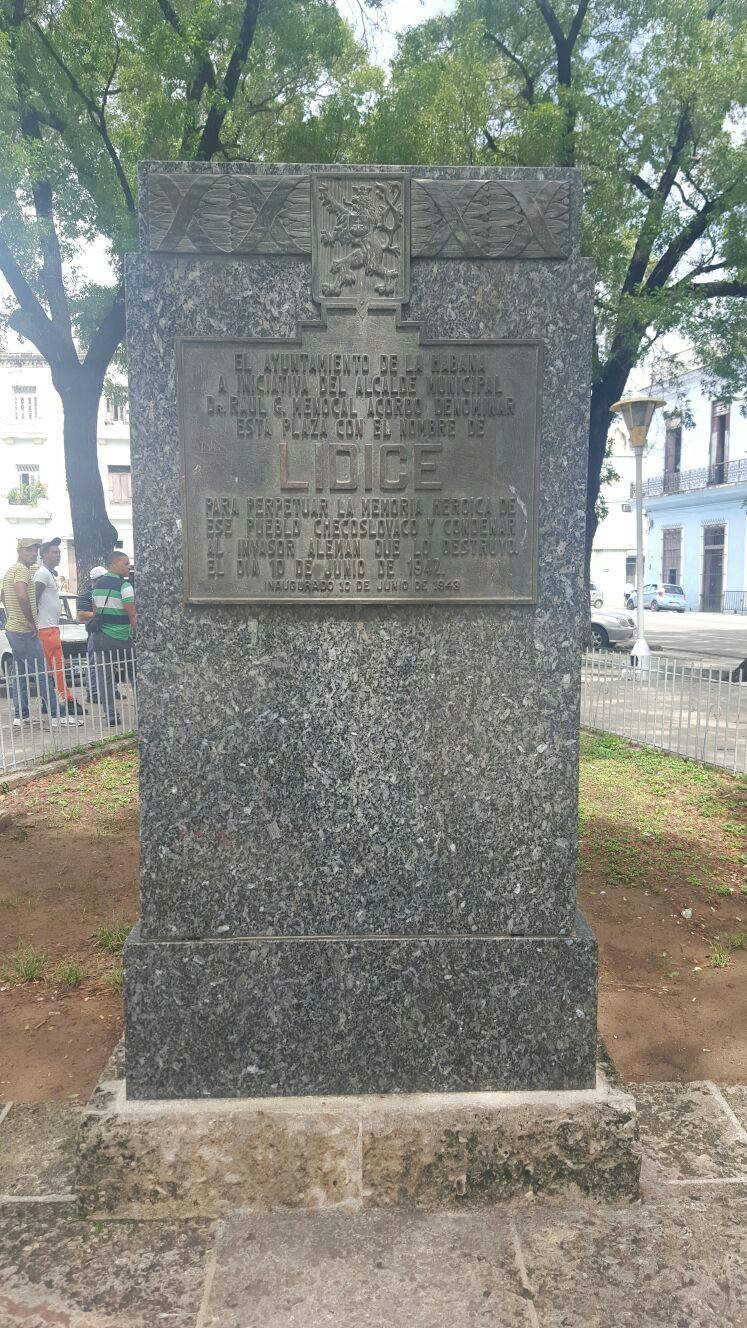 EL AYUNTAMIENTO DE LA HABANA
A INICIATIVA DEL ALCALDE MUNICIPAL
DR. RAUL G. MENOCAL ACORDO DENOMINAR
ESTA PLAZA CON EL NOMBRE DE
LIDICE
PARA PERPETUAR LA MEMORIA HEROICA DE
ESE PUEBLO CHECOSLOVACO Y CONDENAR
AL INVASOR ALEMAN QUE LO DESTRUYO.
EL DIA 10 DE JUNIO DE 1942.
INAUGURADO 10 DE JUNIO DE 1943